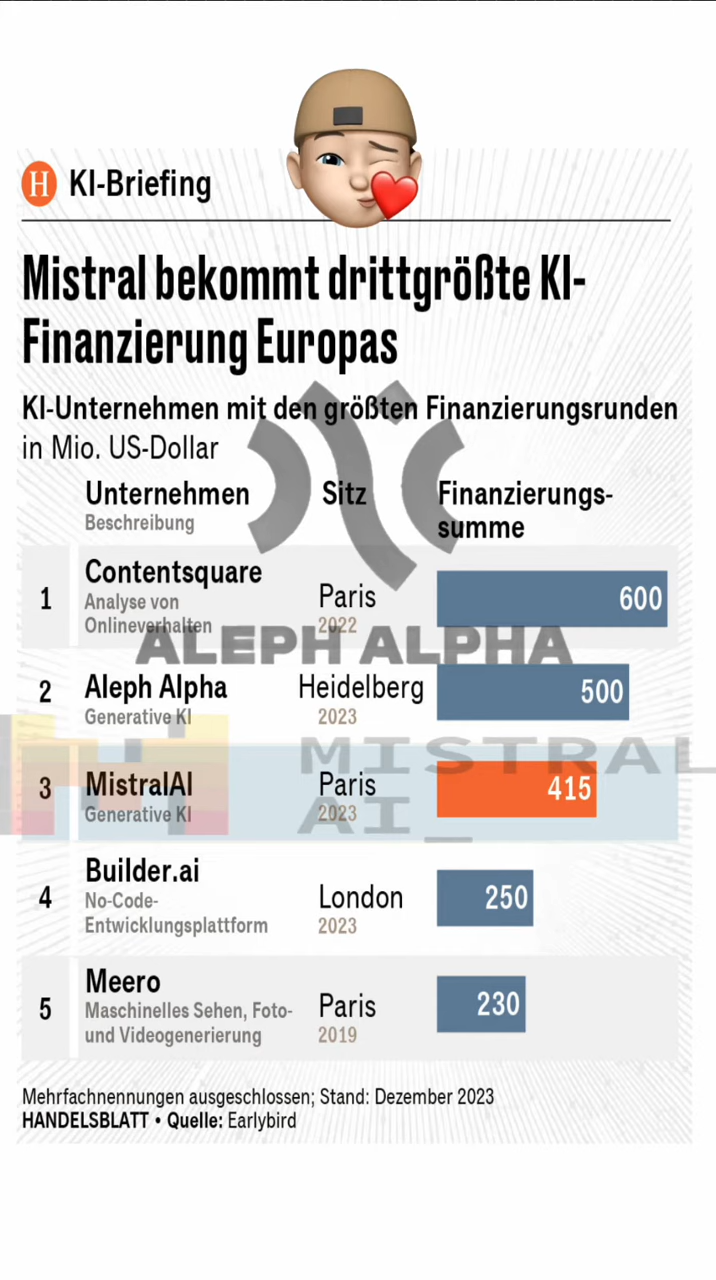 H KI-Briefing
Mistral bekommt drittgrößte KI-
Finanzierung Europas
KI-Unternehmen mit den größten Finanzierungsrunden
in Mio. US-Dollar
Unternehmen Sitz Finanzierungs-
Beschreibung summe
1 Contentsquare Paris 600
Analyse von
Onlineverhalten 2022
ALEPH ALPHA
2 Aleph Alpha Heidelberg 500
Generative KI 2023
MISTRAL
3 MistralAI Paris 415
Generative KI 2023
AI_
4 Builder.ai London 250
No-Code-
Entwicklungsplattform 2023
5 Meero Paris 230
Maschinelles Sehen, Foto-
und Videogenerierung 2019
Mehrfachnennungen ausgeschlossen; Stand: Dezember 2023
HANDELSBLATT • Quelle: Earlybird